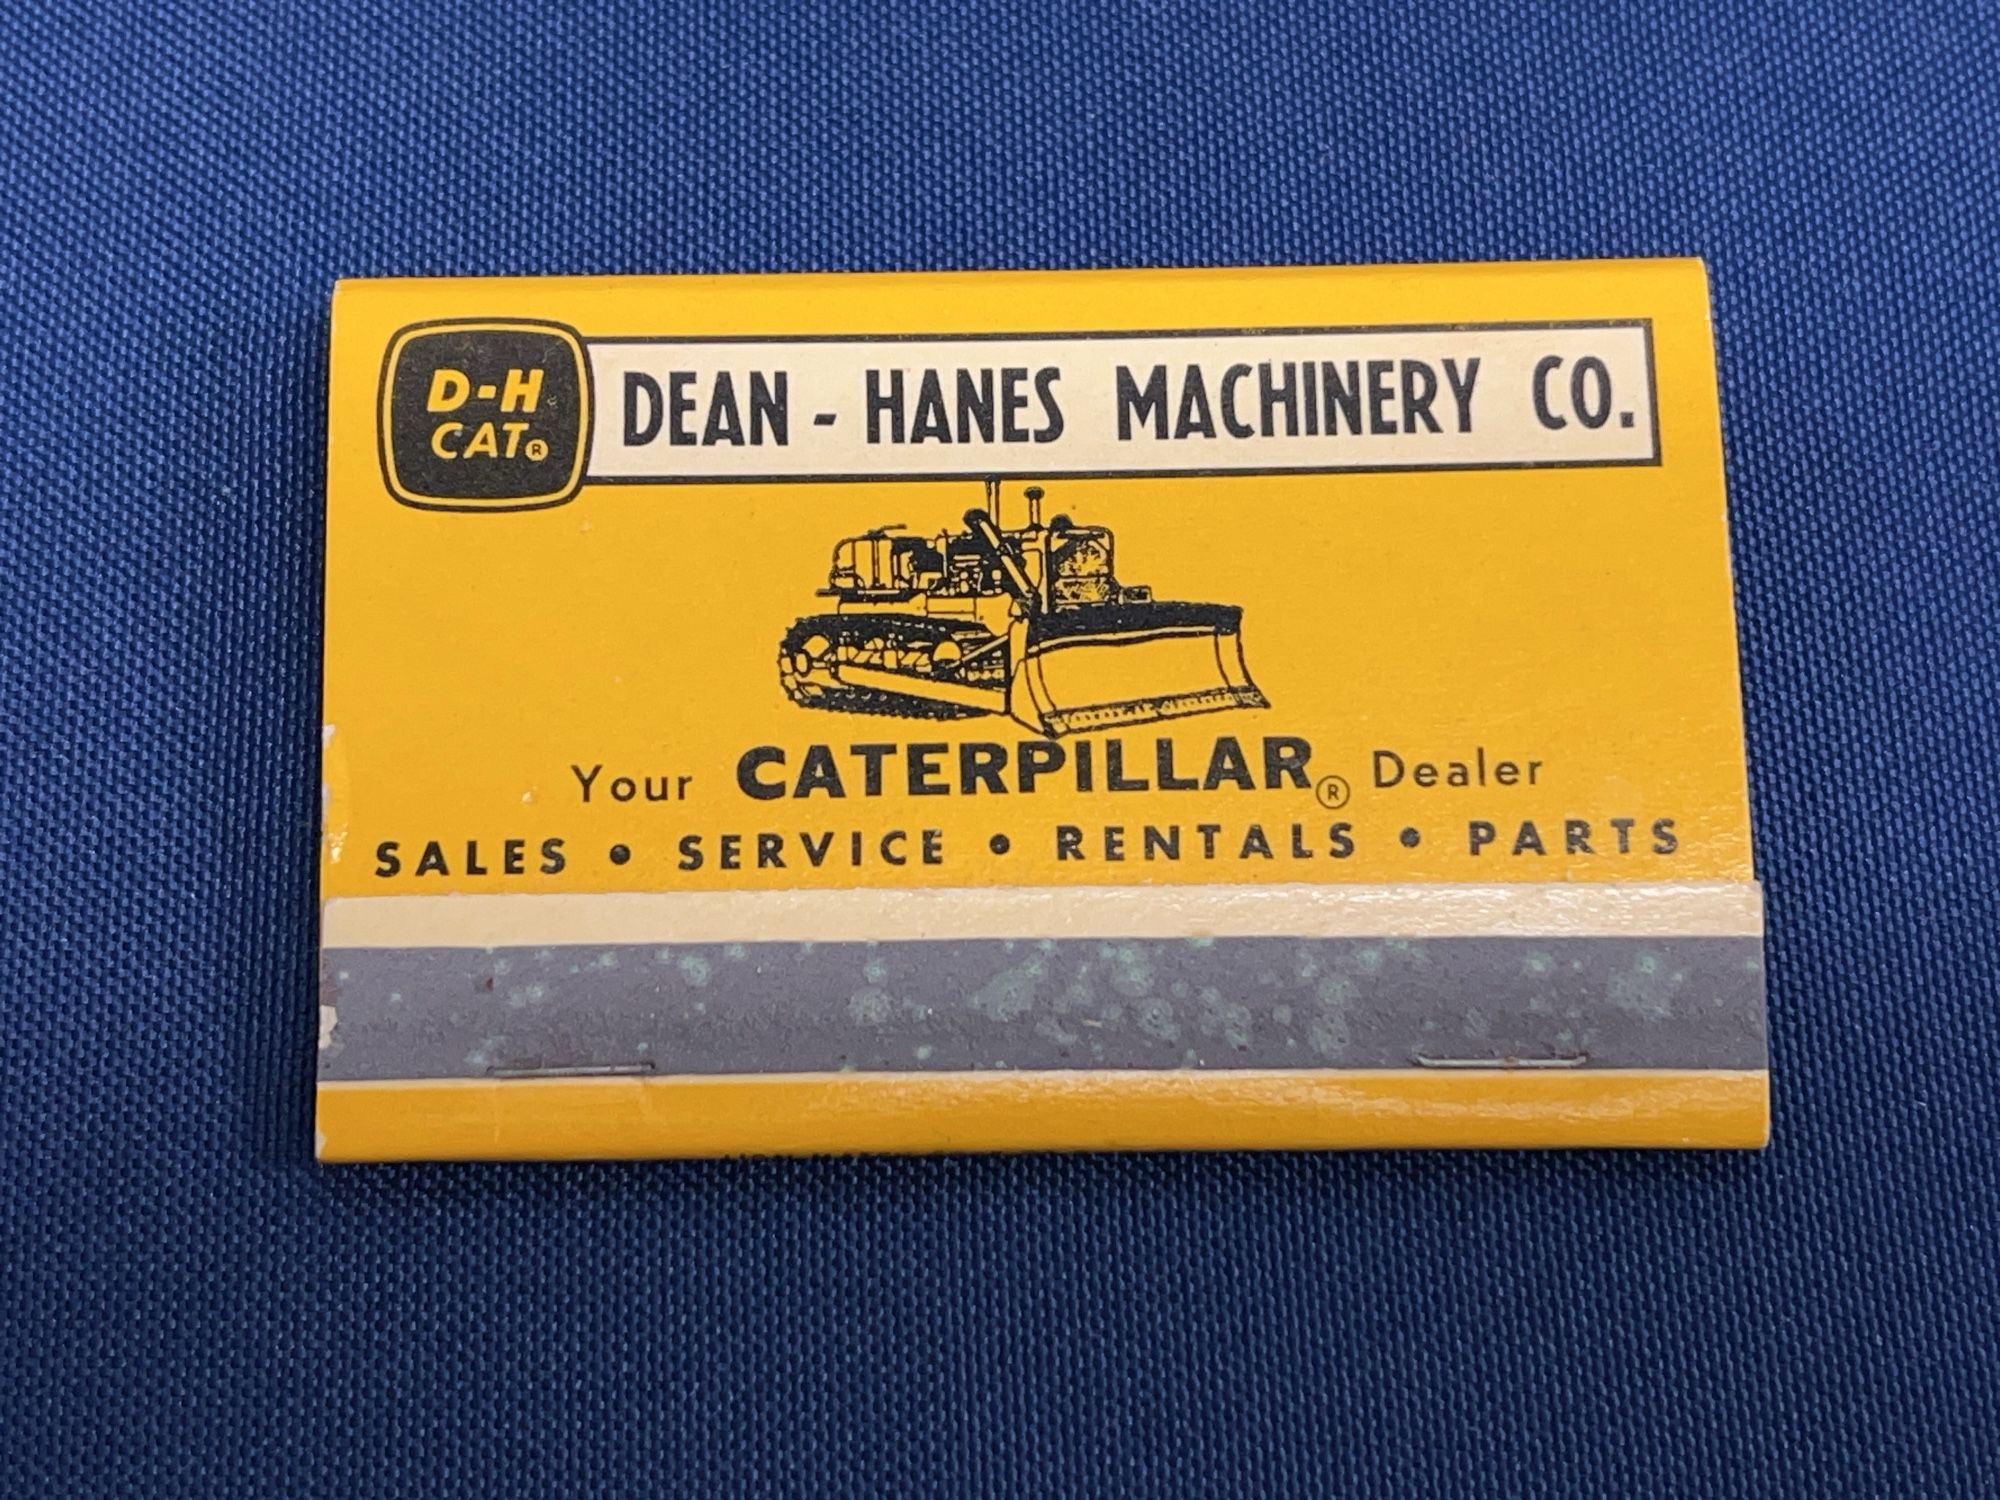 D-H
CAT®
DEAN - HANES MACHINERY CO.
Your CATERPILLAR® Dealer
SALES • SERVICE • RENTALS • PARTS